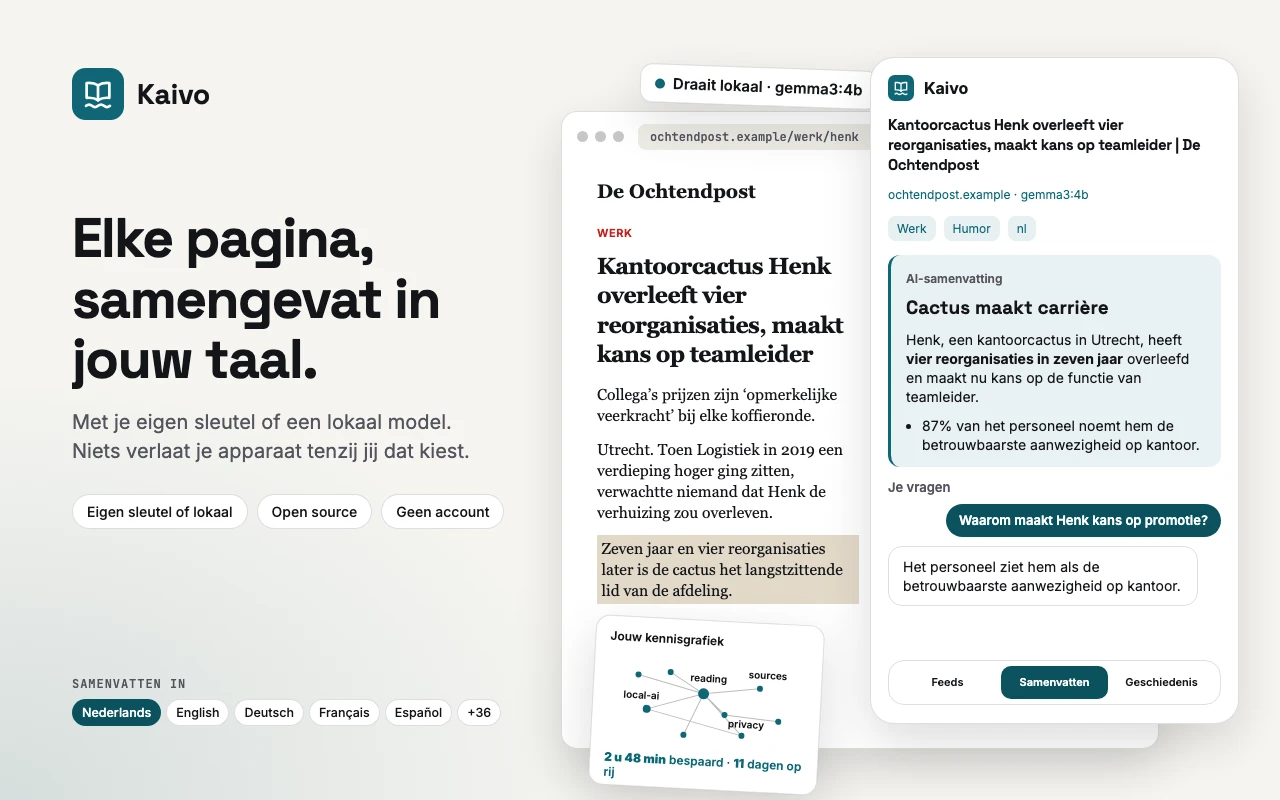 Kaivo
Elke pagina,
samengevat in
jouw taal.
Met je eigen sleutel of een lokaal model.
Niets verlaat je apparaat tenzij jij dat kiest.
Eigen sleutel of lokaal
Open source
Geen account
SAMENVATTEN IN
Nederlands
English
Deutsch
Français
Español
+36
Draait lokaal · gemma3:4b
ochtendpost.example/werk/henk
De Ochtendpost
WERK
Kantoorcactus Henk
overleeft vier
reorganisaties, maakt
kans op teamleider
Collega’s prijzen zijn ‘opmerkelijke
veerkracht’ bij elke koffieronde.
Utrecht. Toen Logistiek in 2019 een
verdieping hoger ging zitten,
verwachtte niemand dat Henk de
verhuizing zou overleven.
Zeven jaar en vier reorganisaties
later is de cactus het langstzittende
lid van de afdeling.
Jouw kennisgrafiek
reading
sources
local-ai
privacy
2 u 48 min bespaard · 11 dagen op
rij
Kaivo
Kantoorcactus Henk overleeft vier
reorganisaties, maakt kans op teamleider | De
Ochtendpost
ochtendpost.example · gemma3:4b
Werk
Humor
nl
AI-samenvatting
Cactus maakt carrière
Henk, een kantoorcactus in Utrecht, heeft
vier reorganisaties in zeven jaar overleefd
en maakt nu kans op de functie van
teamleider.
• 87% van het personeel noemt hem de
betrouwbaarste aanwezigheid op kantoor.
Je vragen
Waarom maakt Henk kans op promotie?
Het personeel ziet hem als de
betrouwbaarste aanwezigheid op kantoor.
Feeds
Samenvatten
Geschiedenis